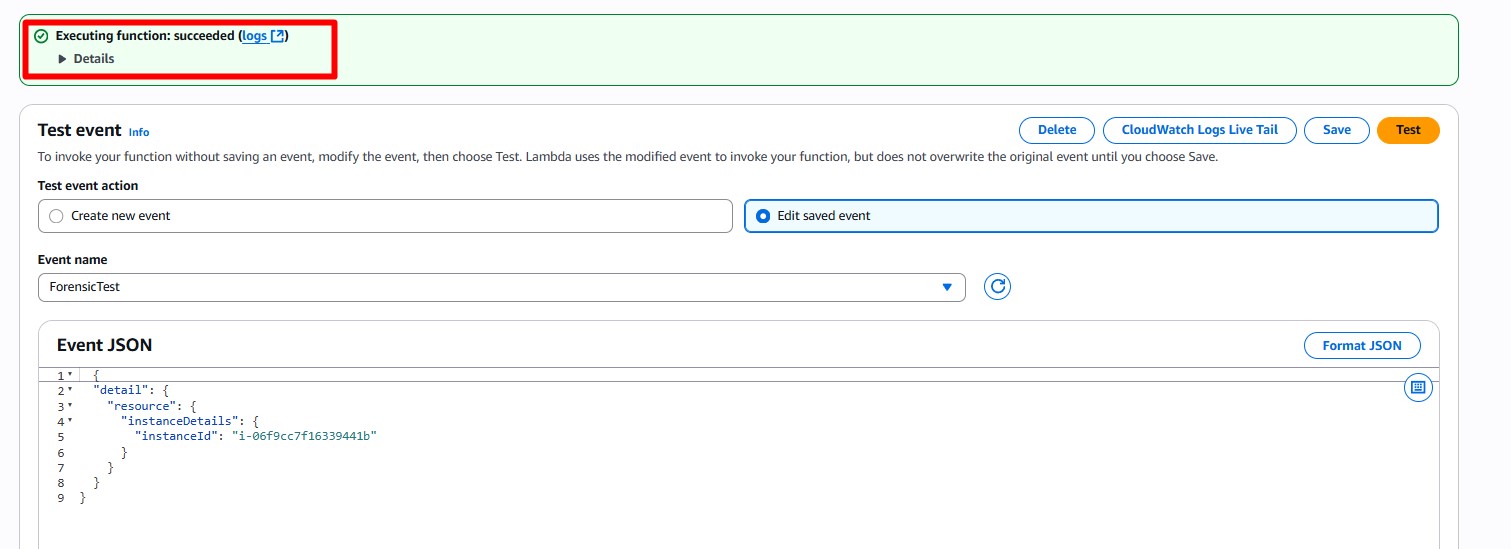 Executing function: succeeded (logs)
Details
Test event Info
Delete
CloudWatch Logs Live Tail
Save
Test
To invoke your function without saving an event, modify the event, then choose Test. Lambda uses the modified event to invoke your function, but does not overwrite the original event until you choose Save.
Test event action
Create new event
Edit saved event
Event name
ForensicTest
Event JSON
Format JSON
1 {
2 "detail": {
3 "resource": {
4 "instanceDetails": {
5 "instanceId": "i-06f9cc7f16339441b"
6 }
7 }
8 }
9 }